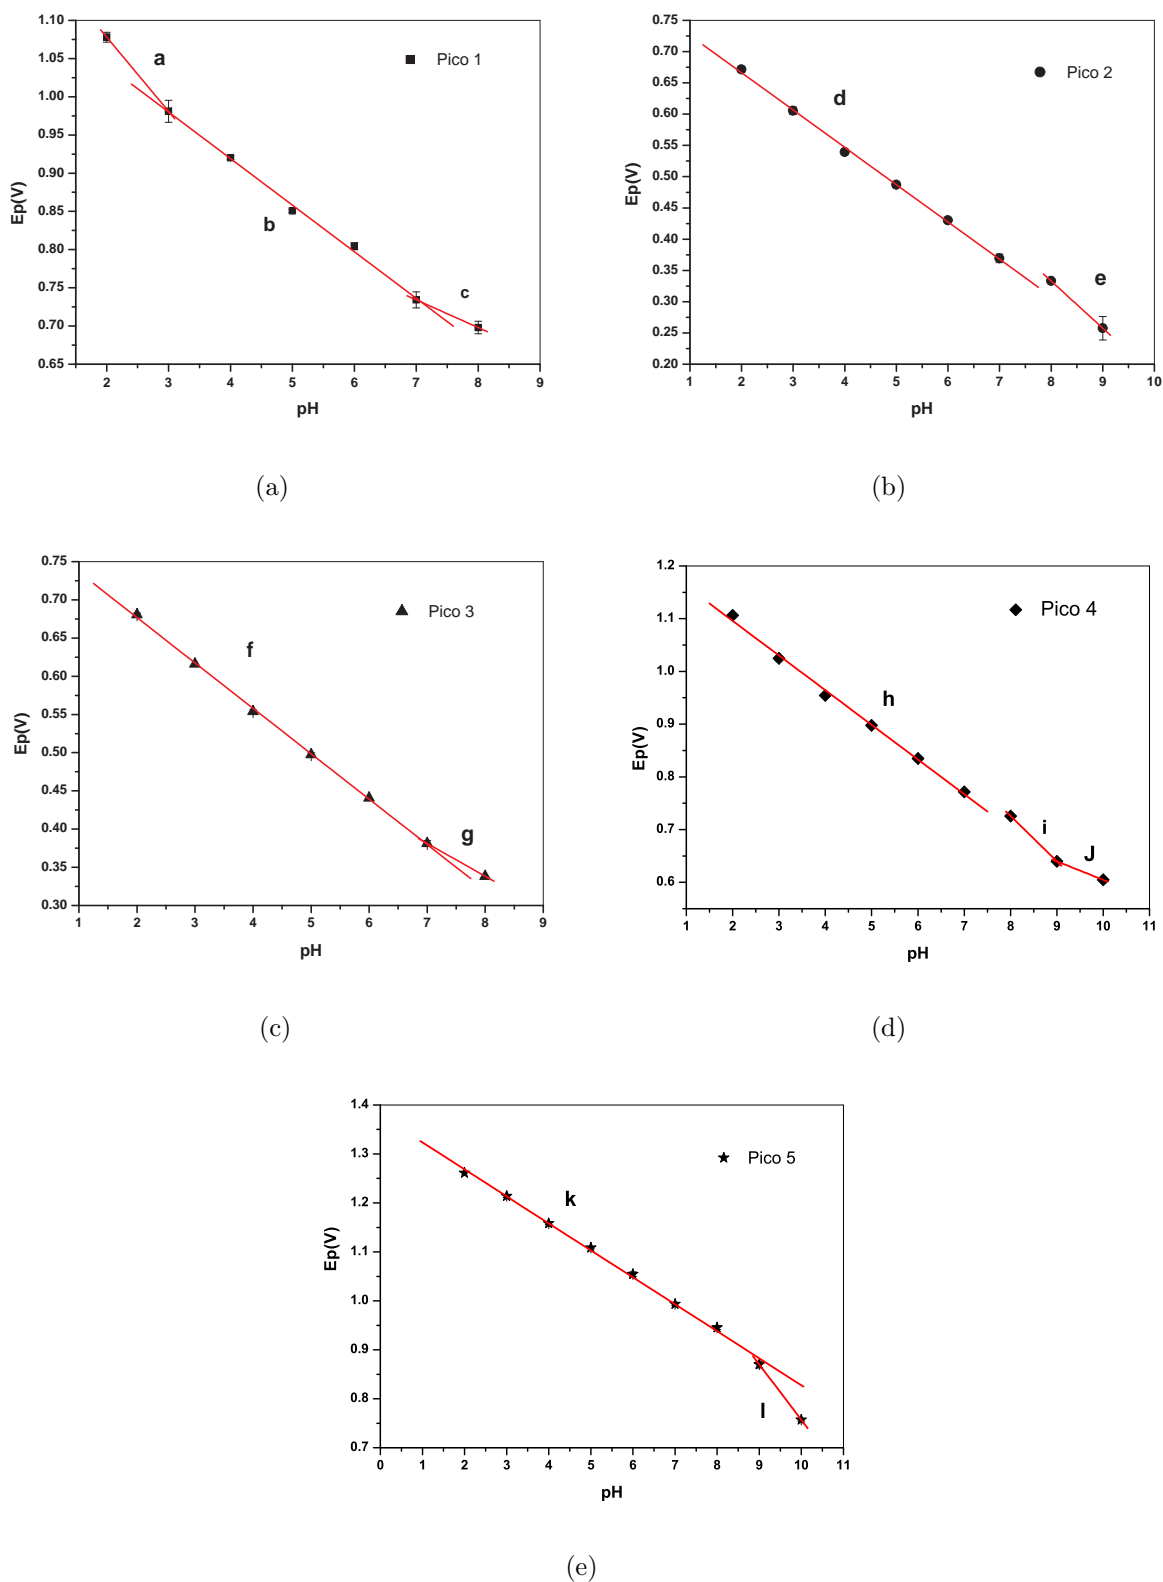 1.10
1.05
1.00
0.95
0.90
0.85
0.80
0.75
0.70
0.65
Ep(V)
a
b
c
Pico 1
2 3 4 5 6 7 8 9
pH
(a)
0.75
0.70
0.65
0.60
0.55
0.50
0.45
0.40
0.35
0.30
0.25
0.20
Ep(V)
d
e
Pico 2
1 2 3 4 5 6 7 8 9 10
pH
(b)
0.75
0.70
0.65
0.60
0.55
0.50
0.45
0.40
0.35
0.30
Ep(V)
f
g
Pico 3
1 2 3 4 5 6 7 8 9
pH
(c)
1.2
1.1
1.0
0.9
0.8
0.7
0.6
Ep(V)
h
i
J
Pico 4
1 2 3 4 5 6 7 8 9 10 11
pH
(d)
1.4
1.3
1.2
1.1
1.0
0.9
0.8
0.7
Ep(V)
k
l
Pico 5
0 1 2 3 4 5 6 7 8 9 10 11
pH
(e)